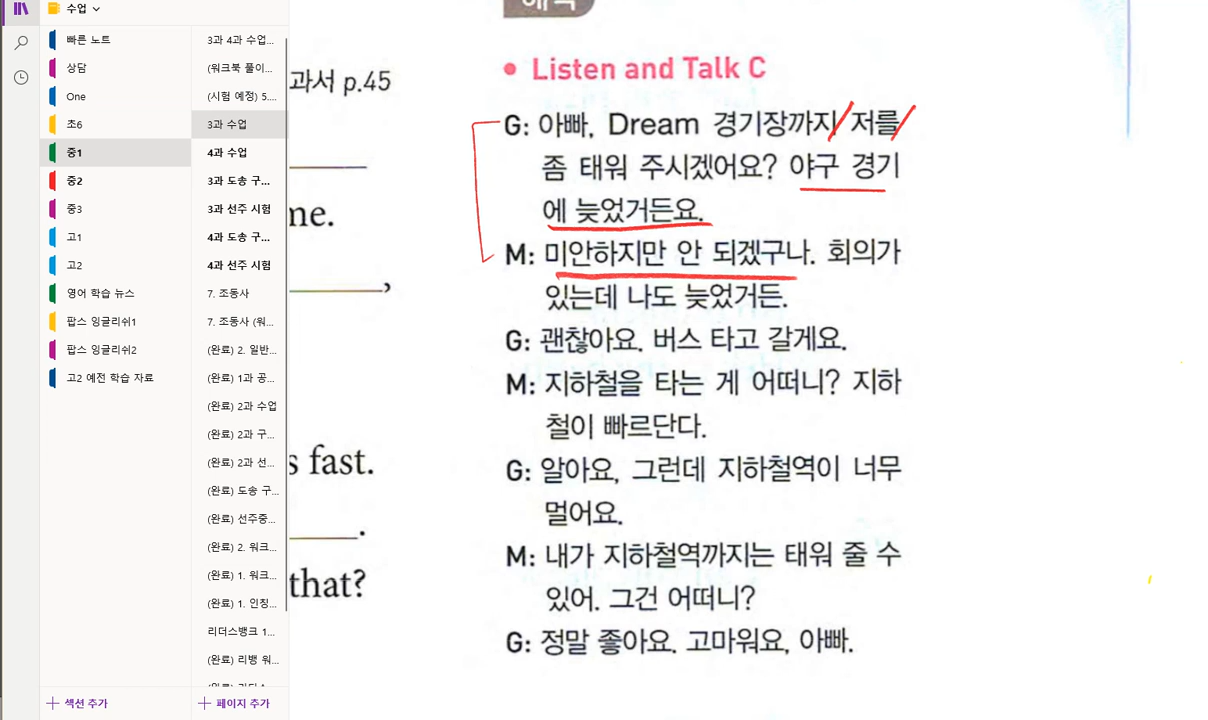 수업
빠른 노트
상담
One
초6
중1
중2
중3
고1
고2
영어 학습 뉴스
팝스 잉글리쉬1
팝스 잉글리쉬2
고2 예전 학습 자료
섹션 추가
3과 4과 수업...
(워크북 풀이...
(시험 예정) 5....
3과 수업
4과 수업
3과 도송 구...
3과 선주 시험
4과 도송 구...
4과 선주 시험
7. 조동사
7. 조동사 (워...
(완료) 2. 일반...
(완료) 1과 공...
(완료) 2과 수업
(완료) 2과 구...
(완료) 2과 선...
(완료) 도송 구...
(완료) 선주중...
(완료) 2. 워크...
(완료) 1. 워크...
(완료) 1. 인칭...
리더스뱅크 1...
(완료) 리뱅 워...
페이지 추가
과서 p.45
me.
,
s fast.
.
that?
해석
• Listen and Talk C
G: 아빠, Dream 경기장까지 저를
좀 태워 주시겠어요? 야구 경기
에 늦었거든요.
M: 미안하지만 안 되겠구나. 회의가
있는데 나도 늦었거든.
G: 괜찮아요. 버스 타고 갈게요.
M: 지하철을 타는 게 어떠니? 지하
철이 빠르단다.
G: 알아요, 그런데 지하철역이 너무
멀어요.
M: 내가 지하철역까지는 태워 줄 수
있어. 그건 어떠니?
G: 정말 좋아요. 고마워요, 아빠.